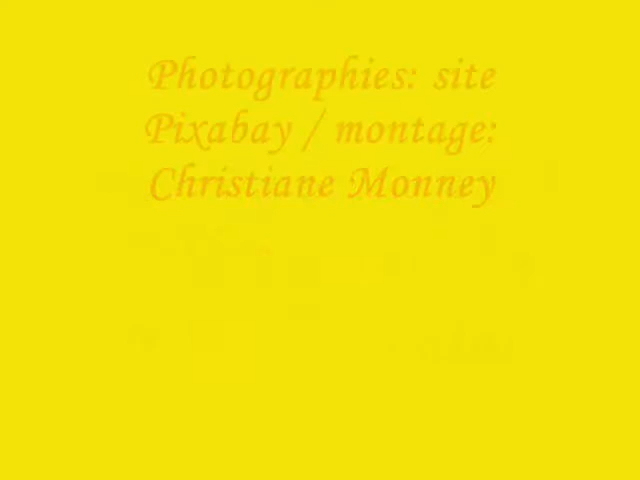 Photographies: site
Pixabay / montage:
Christiane Monney